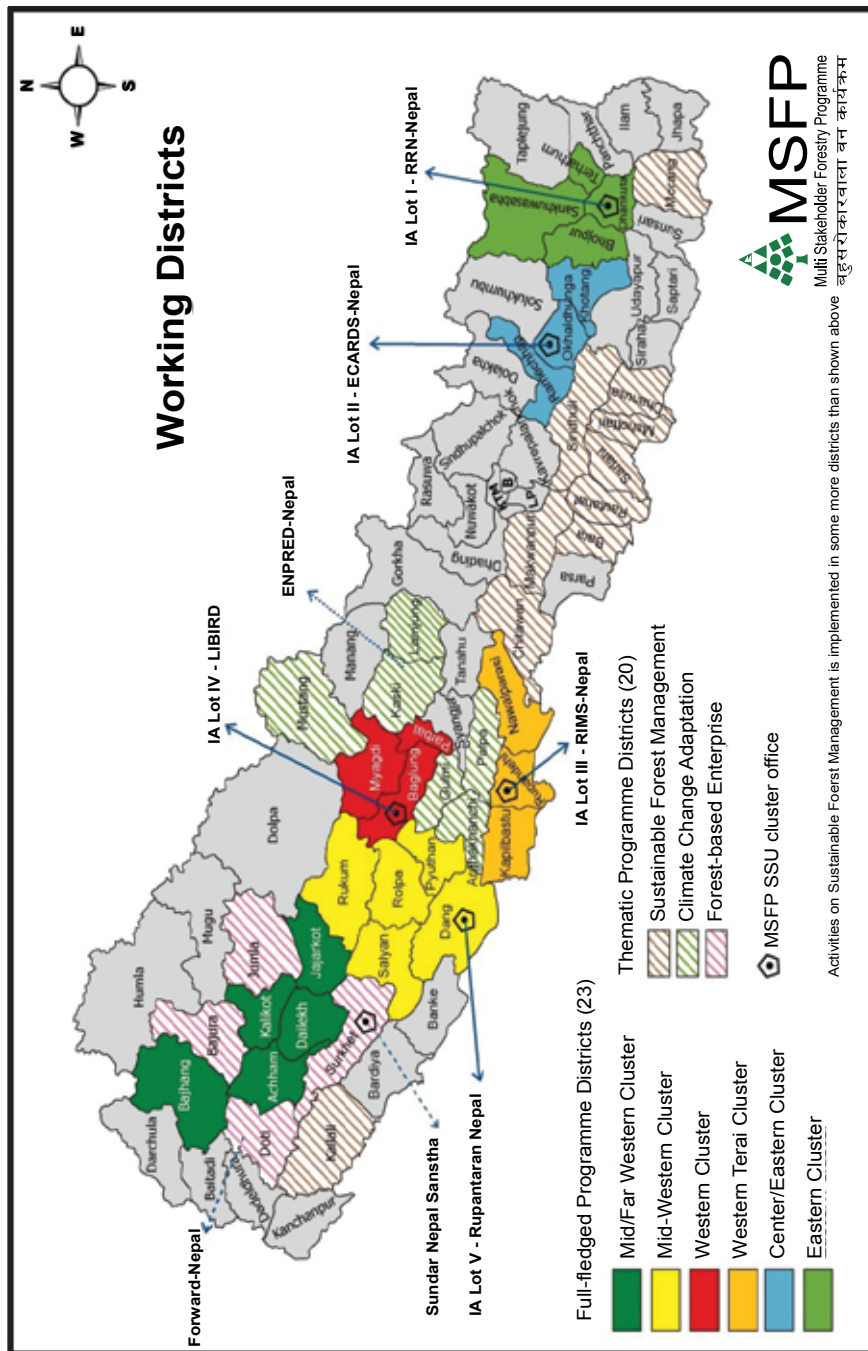 Working Districts
N
E
S
W
Forward-Nepal
Sundar Nepal Sanstha
IA Lot V - Rupantaran Nepal
IA Lot IV - LIBIRD
ENPRED-Nepal
IA Lot III - RIMS-Nepal
IA Lot II - ECARDS-Nepal
IA Lot I - RRN-Nepal
Darchula
Baitadi
Dadeldhura
Kanchanpur
Bajhang
Bajura
Doti
Achham
Kailali
Humla
Mugu
Jumla
Kalikot
Dailekh
Jajarkot
Surkhet
Bardiya
Banke
Dolpa
Rukum
Rolpa
Salyan
Pyuthan
Dang
Mustang
Myagdi
Baglung
Parbat
Gulmi
Palpa
Syangja
Kapilbastu
Nawalparasi
Manang
Kaski
Lamjung
Tanahu
Gorkha
Chitawan
Dhading
Nuwakot
Rasuwa
Sindhupalchok
KTM
B
LP
Kavrepalanchok
Makwanpur
Parsa
Bara
Rautahat
Sarlahi
Dhanusa
Sindhuli
Dolakha
Ramechhap
Okhaldhunga
Khotang
Solukhumbu
Udayapur
Siraha
Saptari
Sankhuwasabha
Bhojpur
Terhathum
Dhankuta
Sunsari
Morang
Taplejung
Panchthar
Ilam
Jhapa
Full-fledged Programme Districts (23)
Mid/Far Western Cluster
Mid-Western Cluster
Western Cluster
Western Terai Cluster
Center/Eastern Cluster
Eastern Cluster
Thematic Programme Districts (20)
Sustainable Forest Management
Climate Change Adaptation
Forest-based Enterprise
MSFP SSU cluster office
Activities on Sustainable Foerst Management is implemented in some more districts than shown above
MSFP
Multi Stakeholder Forestry Programme
बहुसरोकारवाला वन कार्यक्रम